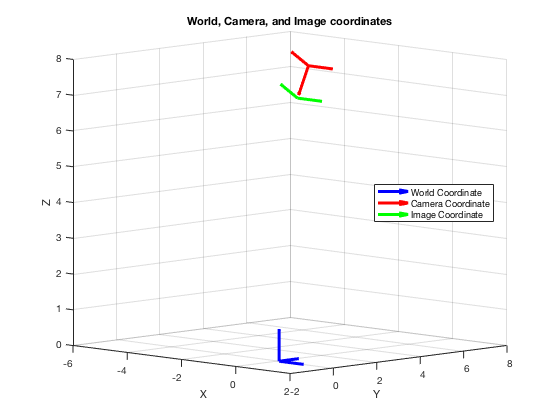 World, Camera, and Image coordinates
8
7
6
5
4
3
2
1
0
Z
World Coordinate
Camera Coordinate
Image Coordinate
-6
-4
-2
0
2
X
-2
0
2
4
6
8
Y